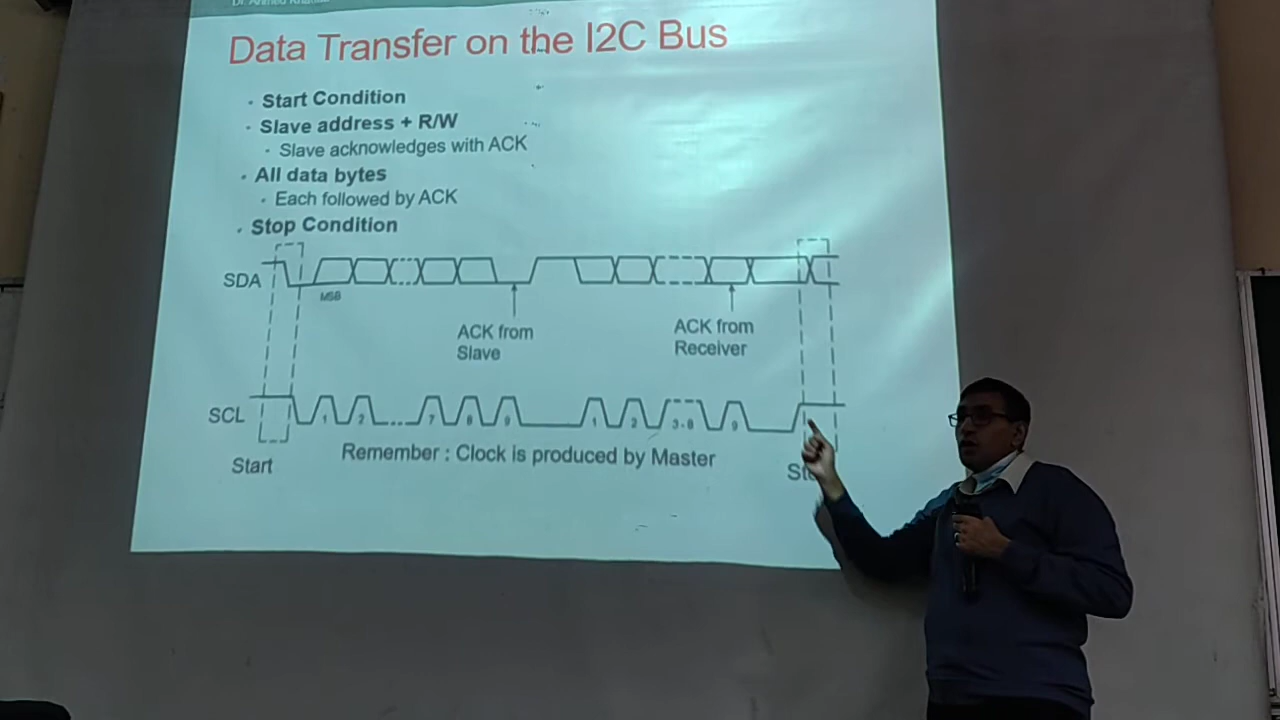 Data Transfer on the I2C Bus
· Start Condition
· Slave address + R/W
· Slave acknowledges with ACK
· All data bytes
· Each followed by ACK
· Stop Condition
SDA
MSB
ACK from
Slave
ACK from
Receiver
SCL
1 2 7 8 9 1 2 3-8 9
Start
Remember : Clock is produced by Master